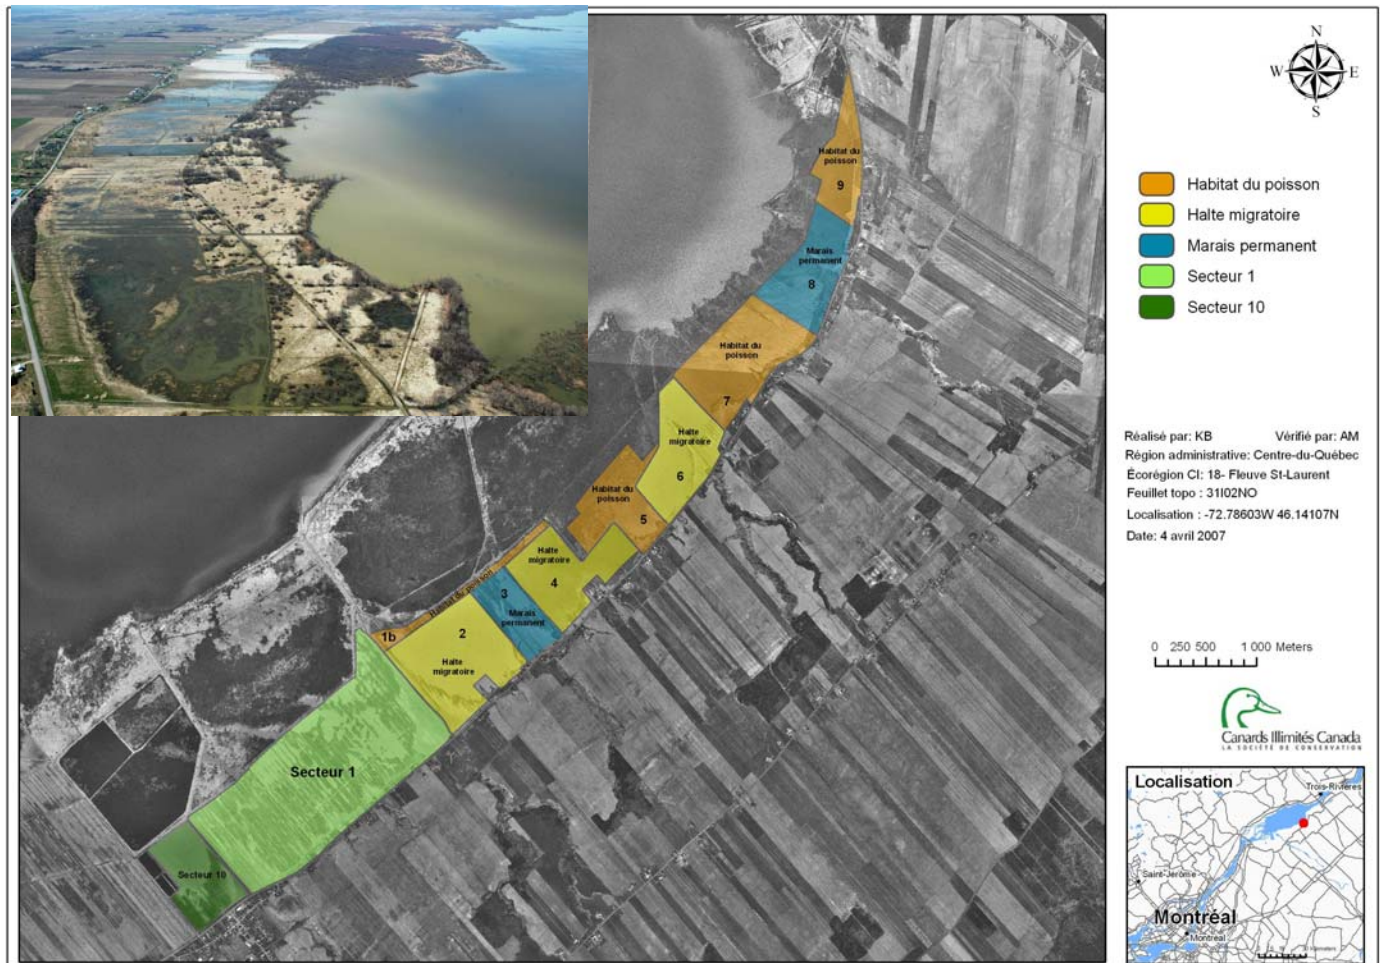 N
W E
S
Habitat du poisson
Halte migratoire
Marais permanent
Secteur 1
Secteur 10
Réalisé par: KB Vérifié par: AM
Région administrative: Centre-du-Québec
Écorégion CI: 18- Fleuve St-Laurent
Feuillet topo : 31I02NO
Localisation : -72.78603W 46.14107N
Date: 4 avril 2007
0 250 500 1 000 Meters
Canards Illimités Canada
LA SOCIÉTÉ DE CONSERVATION
Localisation
Trois-Rivières
Saint-Jerome
Montréal
Montreal
Habitat du
poisson
9
Marais
permanent
8
Habitat du
poisson
7
Halte
migratoire
6
Habitat du
poisson
5
Halte
migratoire
4
3
Marais
permanent
Habitat du poisson
1b
2
Halte
migratoire
Secteur 1
Secteur 10